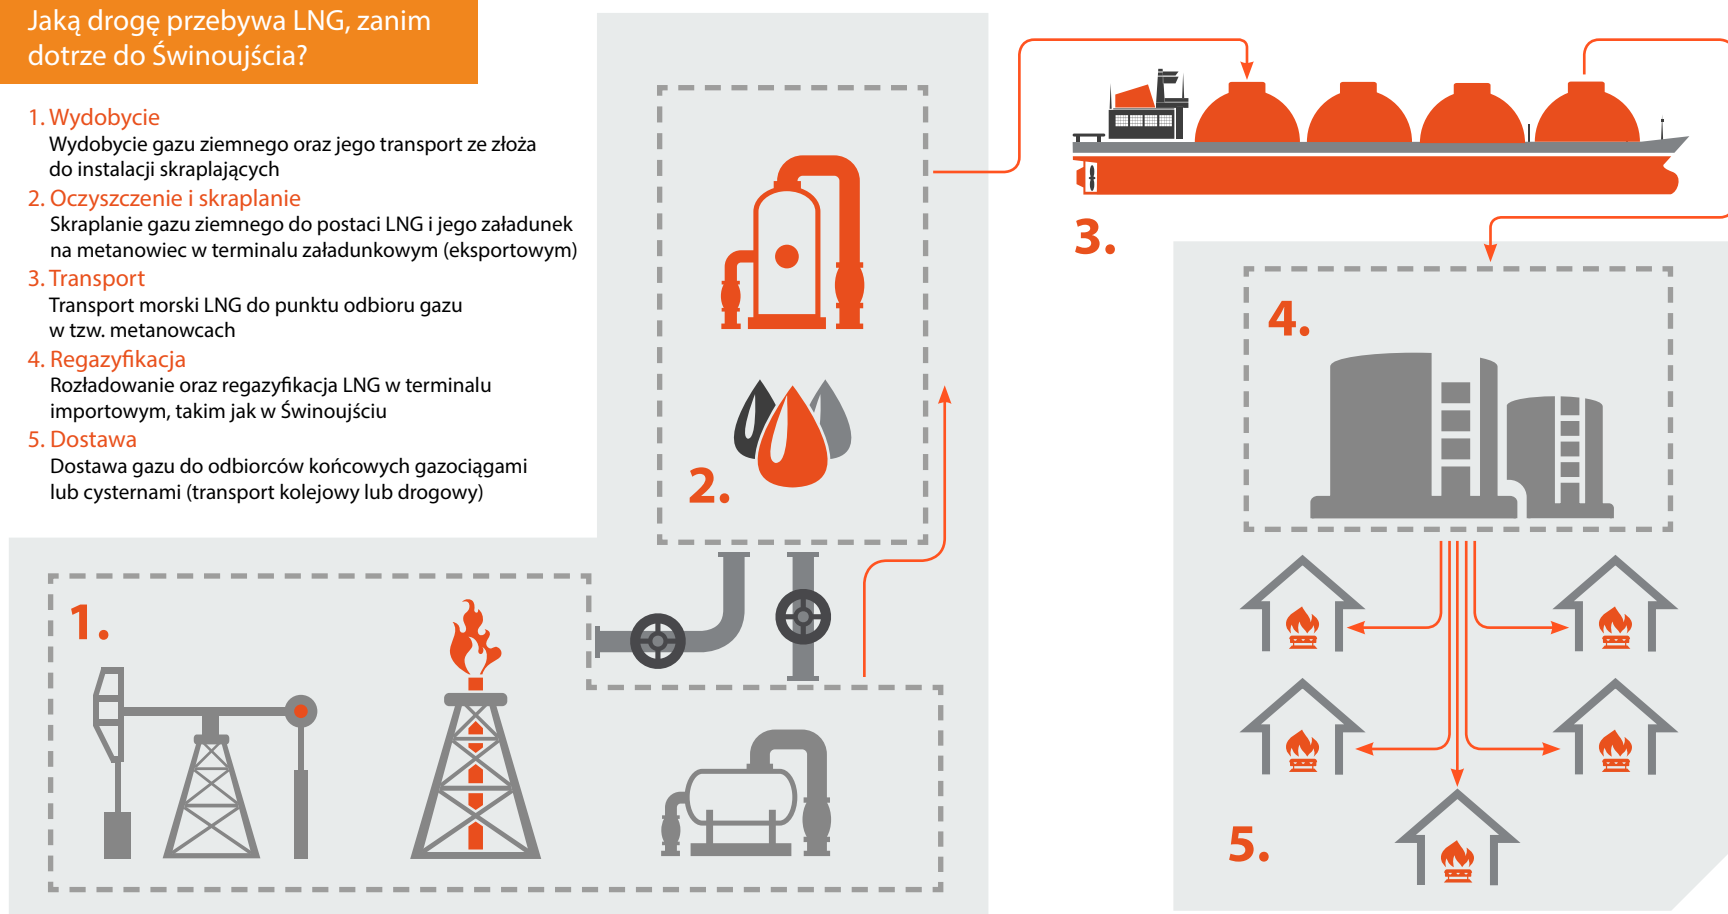 Jaką drogę przebywa LNG, zanim
dotrze do Świnoujścia?
1. Wydobycie
Wydobycie gazu ziemnego oraz jego transport ze złoża
do instalacji skraplających
2. Oczyszczenie i skraplanie
Skraplanie gazu ziemnego do postaci LNG i jego załadunek
na metanowiec w terminalu załadunkowym (eksportowym)
3. Transport
Transport morski LNG do punktu odbioru gazu
w tzw. metanowcach
4. Regazyfikacja
Rozładowanie oraz regazyfikacja LNG w terminalu
importowym, takim jak w Świnoujściu
5. Dostawa
Dostawa gazu do odbiorców końcowych gazociągami
lub cysternami (transport kolejowy lub drogowy)
1.
2.
3.
4.
5.